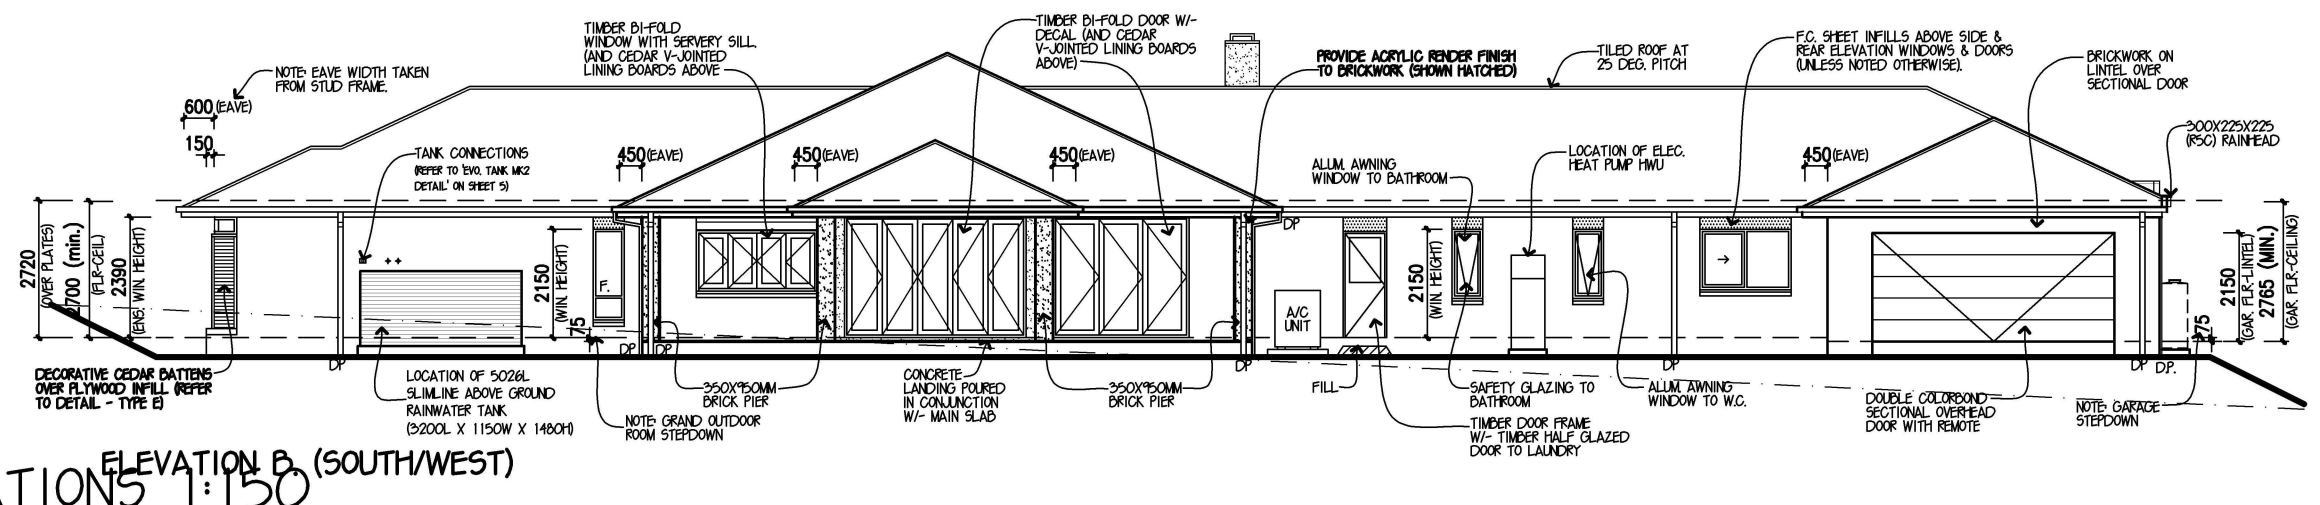 NOTE: EAVE WIDTH TAKEN
FROM STUD FRAME.
600 (EAVE)
150
TIMBER BI-FOLD
WINDOW WITH SERVERY SILL.
(AND CEDAR V-JOINTED
LINING BOARDS ABOVE
TIMBER BI-FOLD DOOR W/-
DECAL (AND CEDAR
V-JOINTED LINING BOARDS
ABOVE)
PROVIDE ACRYLIC RENDER FINISH
TO BRICKWORK (SHOWN HATCHED)
TILED ROOF AT
25 DEG. PITCH
F.C. SHEET INFILLS ABOVE SIDE &
REAR ELEVATION WINDOWS & DOORS
(UNLESS NOTED OTHERWISE).
BRICKWORK ON
LINTEL OVER
SECTIONAL DOOR
300X225X225
(RSC) RAINHEAD
TANK CONNECTIONS
(REFER TO 'EVO. TANK MK2
DETAIL' ON SHEET 5)
450 (EAVE)
450 (EAVE)
450 (EAVE)
ALUM. AWNING
WINDOW TO BATHROOM
LOCATION OF ELEC.
HEAT PUMP HWU
450 (EAVE)
2720
(OVER PLATES)
2700 (min.)
(FLR-CEIL)
2390
(ENS. WIN. HEIGHT)
2150
(WIN. HEIGHT)
75
F.
DP
A/C
UNIT
2150
(WIN. HEIGHT)
2150
(GAR. FLR-LINTEL)
2765 (MIN.)
(GAR. FLR-CEILING)
75
DP
DP
DP
DP
DP
DP
D.P.
DECORATIVE CEDAR BATTENS
OVER PLYWOOD INFILL (REFER
TO DETAIL - TYPE E)
LOCATION OF 5026L
SLIMLINE ABOVE GROUND
RAINWATER TANK
(3200L X 1150W X 1480H)
NOTE: GRAND OUTDOOR
ROOM STEPDOWN
350X950MM
BRICK PIER
CONCRETE
LANDING POURED
IN CONJUNCTION
W/- MAIN SLAB
350X950MM
BRICK PIER
FILL
SAFETY GLAZING TO
BATHROOM
TIMBER DOOR FRAME
W/- TIMBER HALF GLAZED
DOOR TO LAUNDRY
ALUM. AWNING
WINDOW TO W.C.
DOUBLE COLORBOND
SECTIONAL OVERHEAD
DOOR WITH REMOTE
NOTE: GARAGE
STEPDOWN
ELEVATION B. (SOUTH/WEST)
ATIONS 1:150